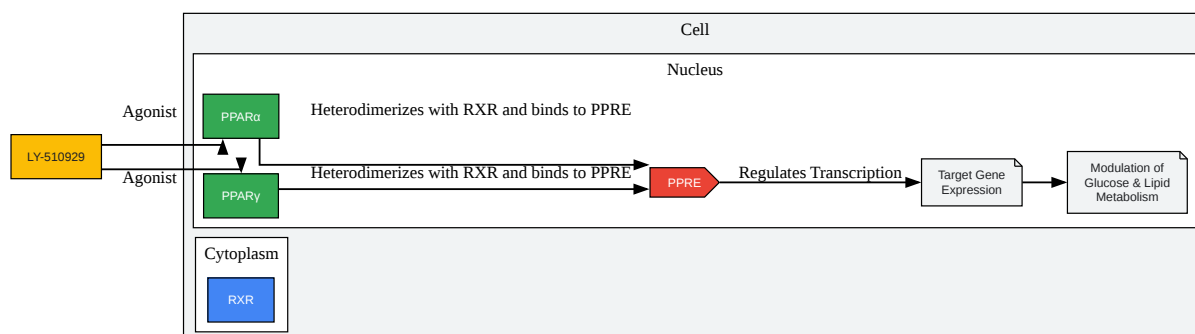 Cell
Nucleus
Agonist
PPARα
Heterodimerizes with RXR and binds to PPRE
LY-510929
Agonist
Heterodimerizes with RXR and binds to PPRE
PPARγ
PPRE
Regulates Transcription
Target Gene
Expression
Modulation of
Glucose & Lipid
Metabolism
Cytoplasm
RXR